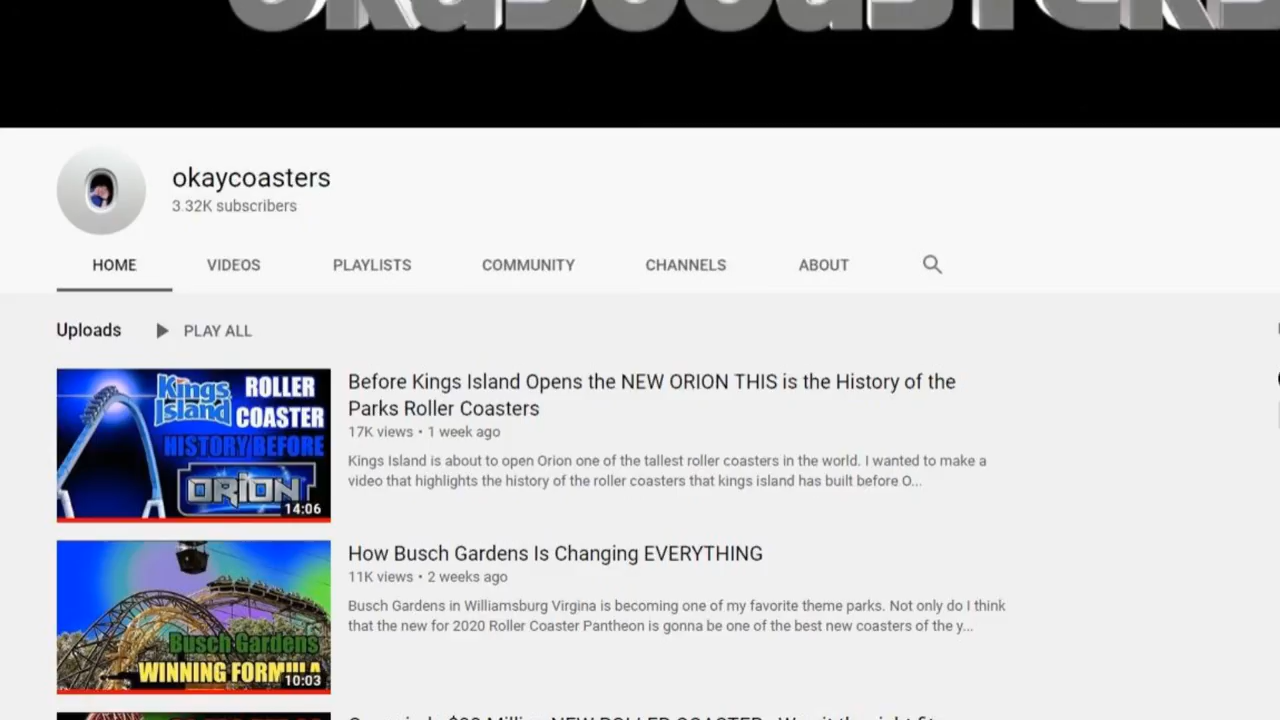 okaycoasters
3.32K subscribers
HOME VIDEOS PLAYLISTS COMMUNITY CHANNELS ABOUT
Uploads PLAY ALL
Kings Island ROLLER COASTER
HISTORY BEFORE
ORION
14:06
Before Kings Island Opens the NEW ORION THIS is the History of the
Parks Roller Coasters
17K views • 1 week ago
Kings Island is about to open Orion one of the tallest roller coasters in the world. I wanted to make a
video that highlights the history of the roller coasters that kings island has built before O...
Busch Gardens
WINNING FORMULA
10:03
How Busch Gardens Is Changing EVERYTHING
11K views • 2 weeks ago
Busch Gardens in Williamsburg Virgina is becoming one of my favorite theme parks. Not only do I think
that the new for 2020 Roller Coaster Pantheon is gonna be one of the best new coasters of the y...